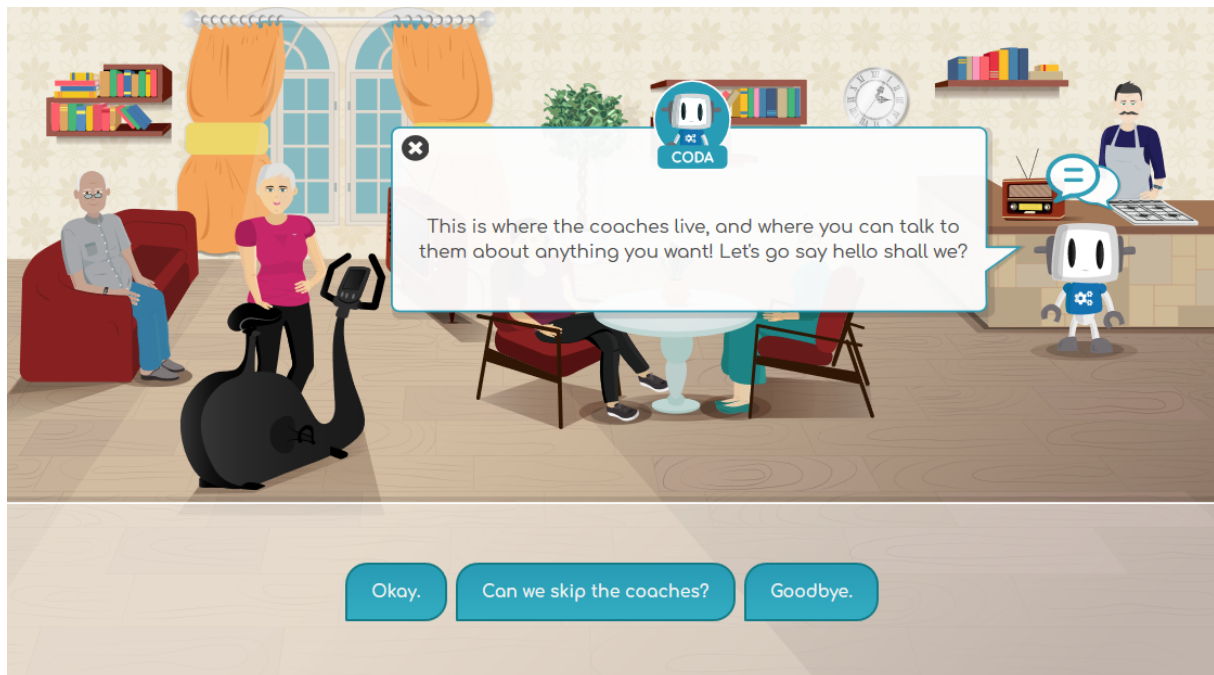 CODA
This is where the coaches live, and where you can talk to
them about anything you want! Let's go say hello shall we?
Okay.
Can we skip the coaches?
Goodbye.